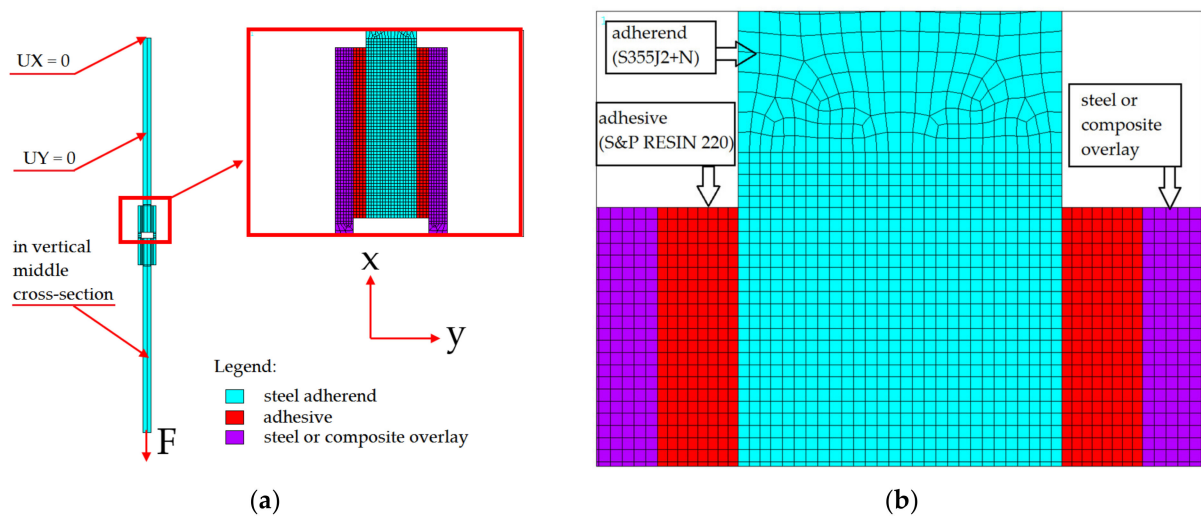 UX = 0
UY = 0
in vertical
middle
cross-section
F
x
y
Legend:
steel adherend
adhesive
steel or composite overlay
(a)
adherend
(S355J2+N)
adhesive
(S&P RESIN 220)
steel or
composite
overlay
(b)